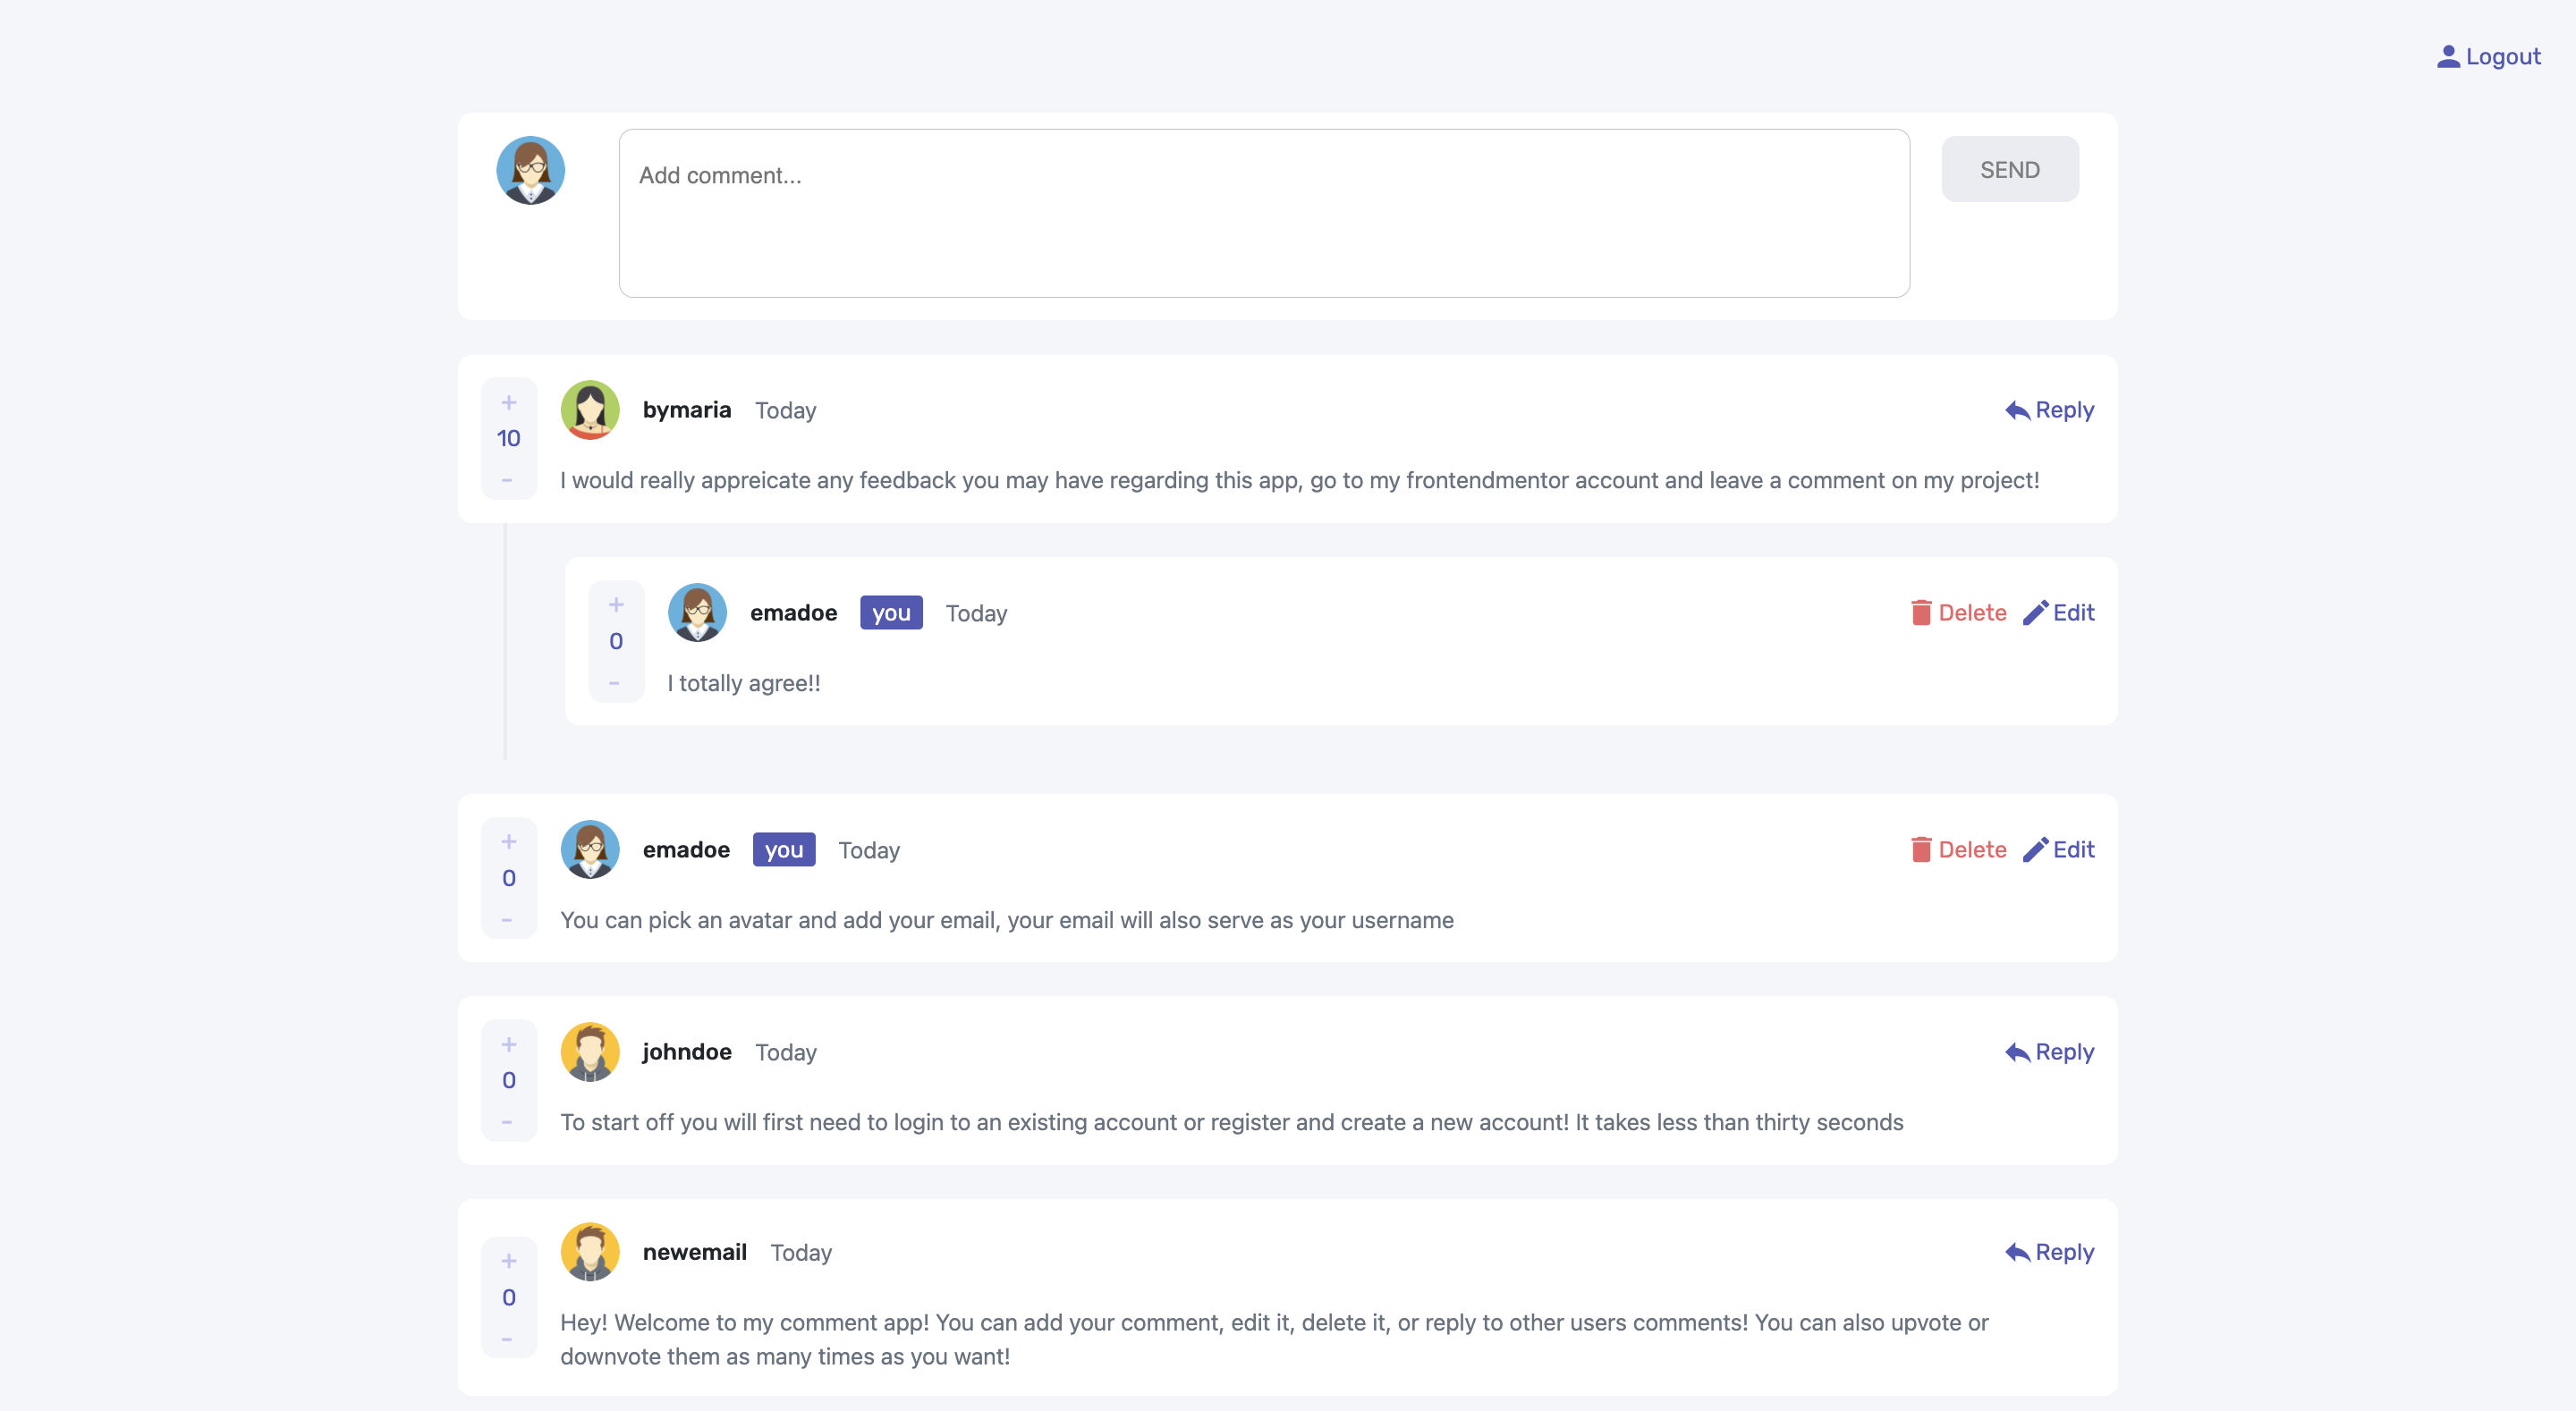 Logout
Add comment...
SEND
+
10
-
bymaria Today
Reply
I would really appreicate any feedback you may have regarding this app, go to my frontendmentor account and leave a comment on my project!
+
0
-
emadoe you Today
Delete Edit
I totally agree!!
+
0
-
emadoe you Today
Delete Edit
You can pick an avatar and add your email, your email will also serve as your username
+
0
-
johndoe Today
Reply
To start off you will first need to login to an existing account or register and create a new account! It takes less than thirty seconds
+
0
-
newemail Today
Reply
Hey! Welcome to my comment app! You can add your comment, edit it, delete it, or reply to other users comments! You can also upvote or
downvote them as many times as you want!